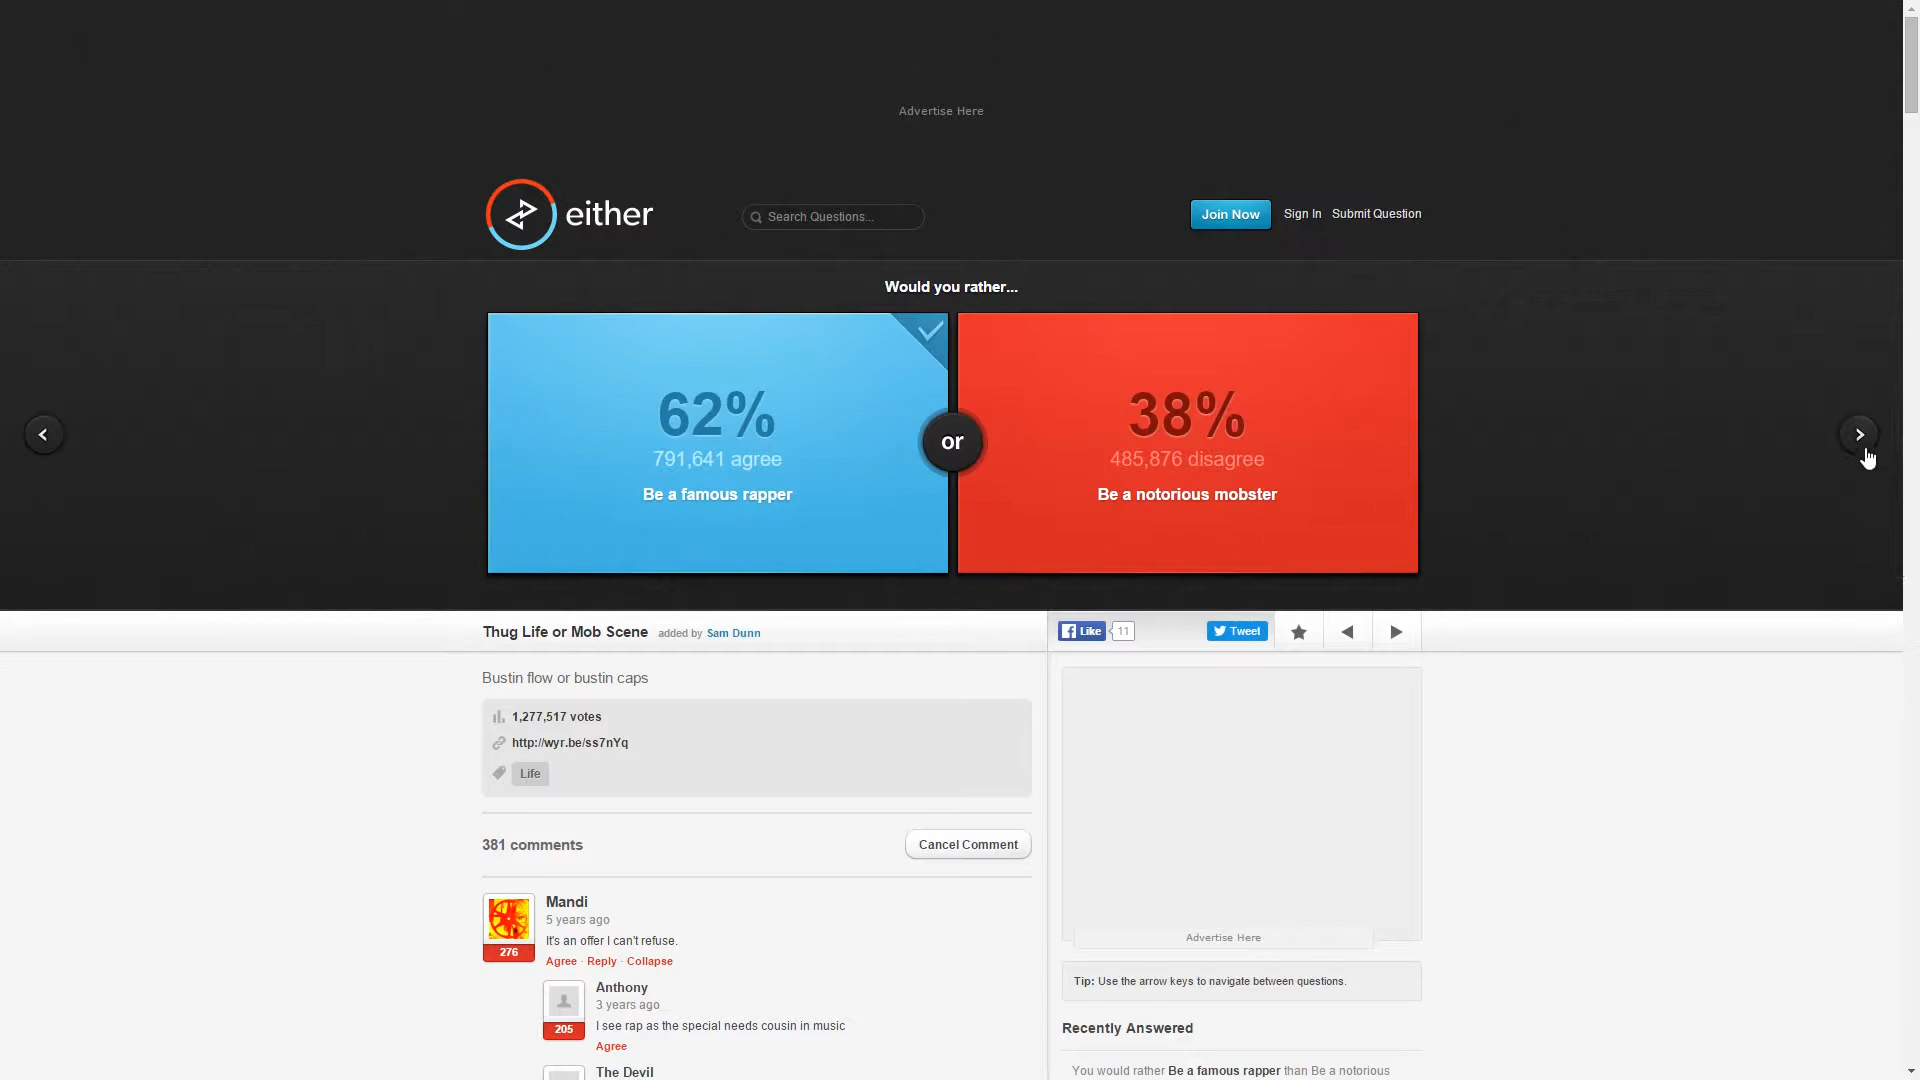 Advertise Here
either
Search Questions...
Join Now
Sign In
Submit Question
Would you rather...
62%
791,641 agree
Be a famous rapper
or
38%
485,876 disagree
Be a notorious mobster
Thug Life or Mob Scene added by Sam Dunn
Like 11
Tweet
Bustin flow or bustin caps
1,277,517 votes
http://wyr.be/ss7nYq
Life
381 comments
Cancel Comment
Mandi
5 years ago
It's an offer I can't refuse.
276
Agree · Reply · Collapse
Anthony
3 years ago
I see rap as the special needs cousin in music
205
Agree
The Devil
Advertise Here
Tip: Use the arrow keys to navigate between questions.
Recently Answered
You would rather Be a famous rapper than Be a notorious